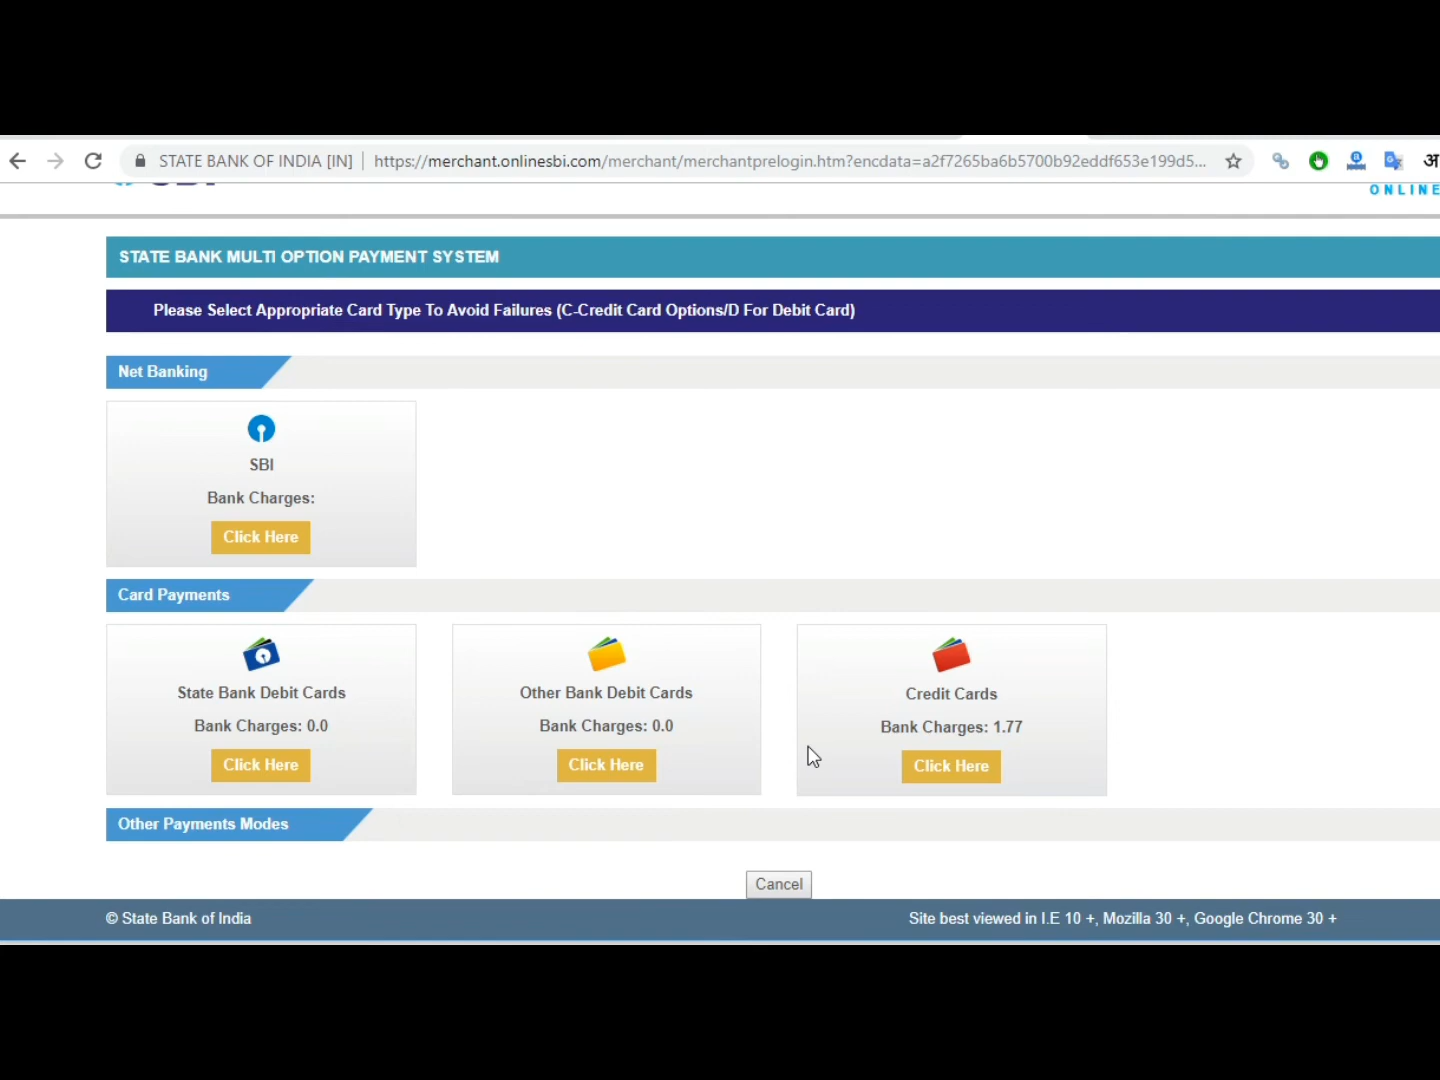 STATE BANK OF INDIA [IN] https://merchant.onlinesbi.com/merchant/merchantprelogin.htm?encdata=a2f7265ba6b5700b92eddf653e199d5...
ONLINE
STATE BANK MULTI OPTION PAYMENT SYSTEM
Please Select Appropriate Card Type To Avoid Failures (C-Credit Card Options/D For Debit Card)
Net Banking
SBI
Bank Charges:
Click Here
Card Payments
State Bank Debit Cards
Bank Charges: 0.0
Click Here
Other Bank Debit Cards
Bank Charges: 0.0
Click Here
Credit Cards
Bank Charges: 1.77
Click Here
Other Payments Modes
Cancel
© State Bank of India
Site best viewed in I.E 10 +, Mozilla 30 +, Google Chrome 30 +